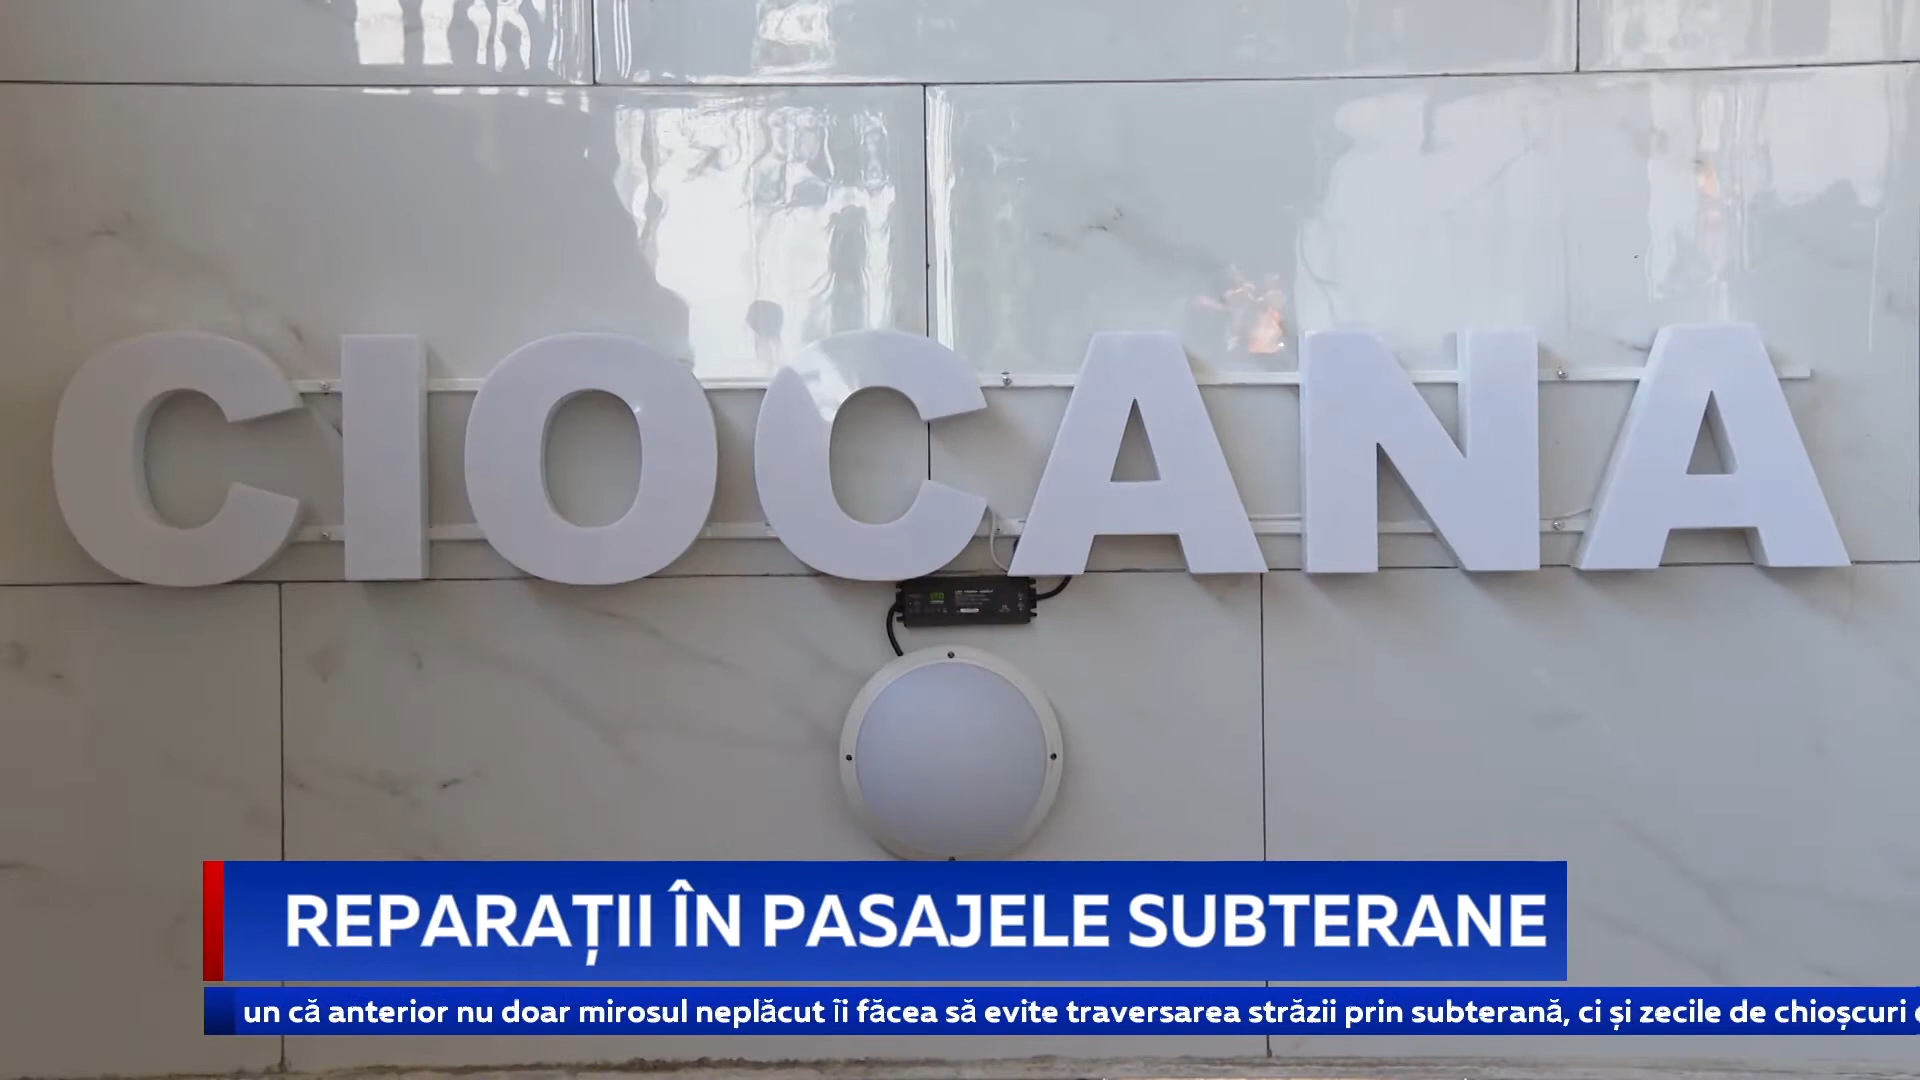 CIOCANA
REPARAȚII ÎN PASAJELE SUBTERANE
un că anterior nu doar mirosul neplăcut îi făcea să evite traversarea străzii prin subterană, ci și zecile de chioșcuri